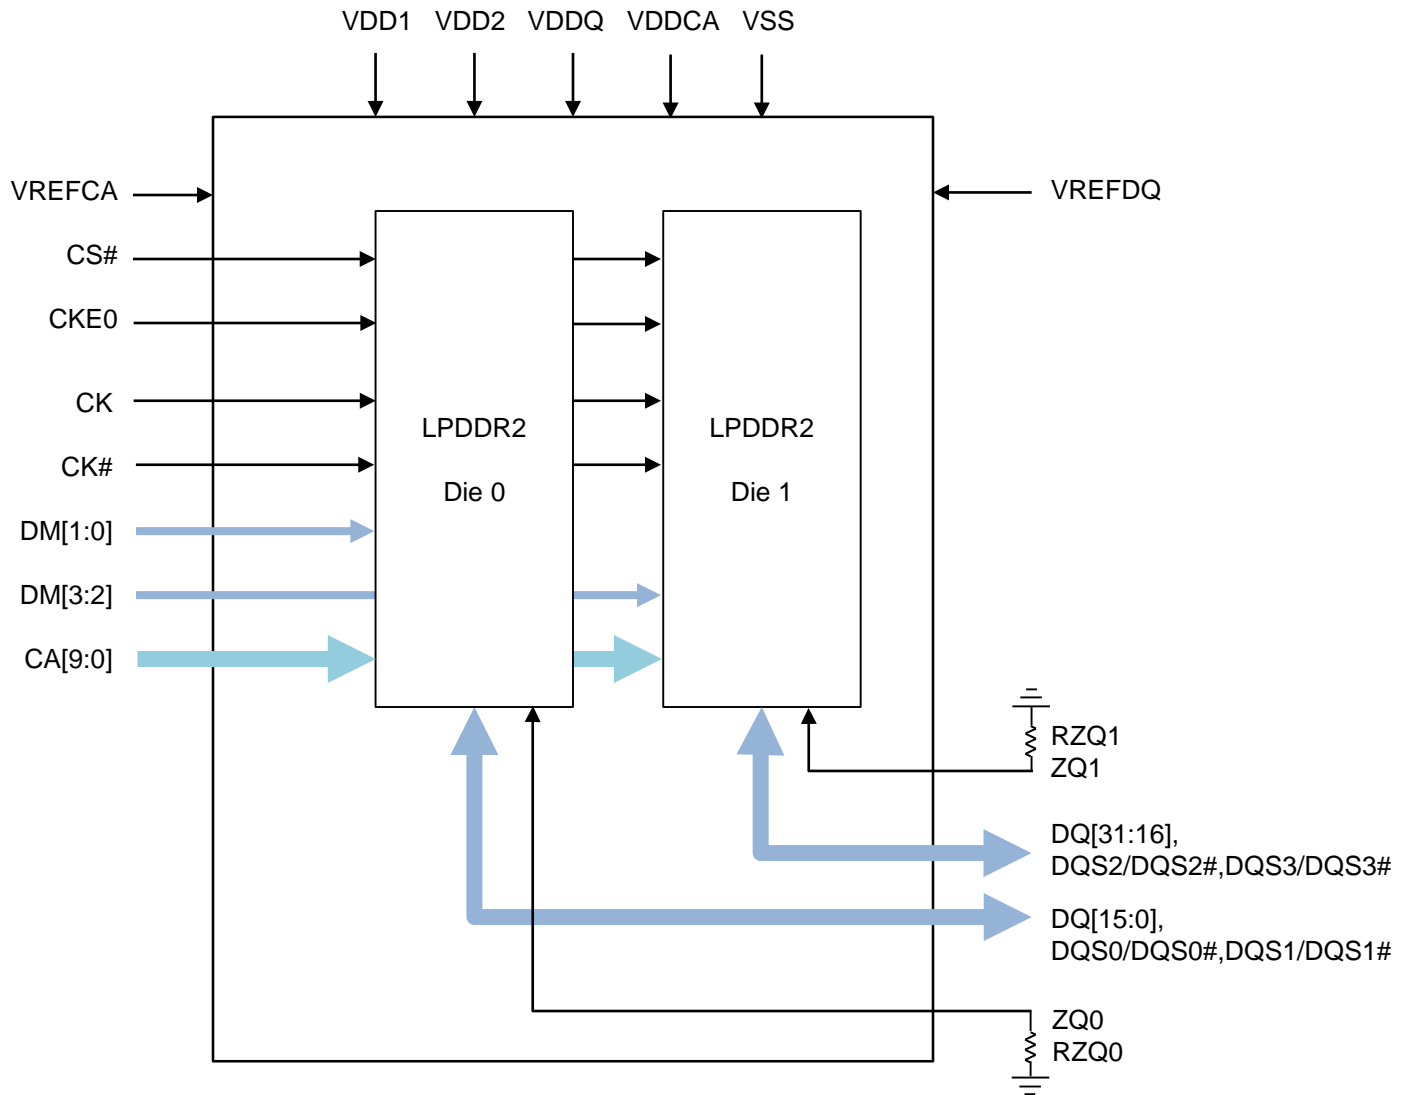 VDD1 VDD2 VDDQ VDDCA VSS
VREFCA
VREFDQ
CS#
CKE0
CK
CK#
DM[1:0]
DM[3:2]
CA[9:0]
LPDDR2
Die 0
LPDDR2
Die 1
RZQ1
ZQ1
DQ[31:16],
DQS2/DQS2#,DQS3/DQS3#
DQ[15:0],
DQS0/DQS0#,DQS1/DQS1#
ZQ0
RZQ0